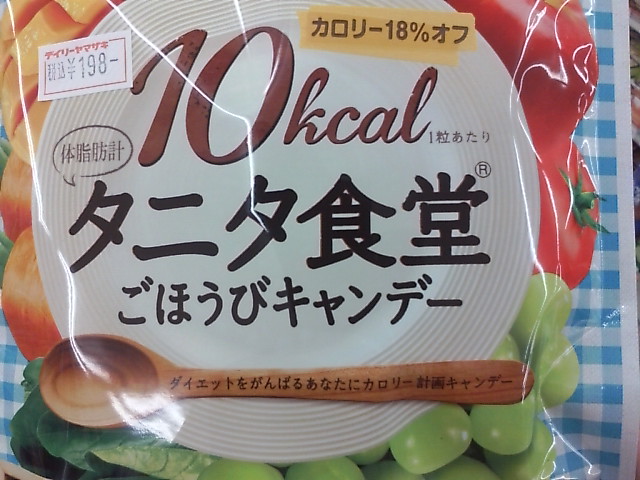 カロリー18%オフ
デイリーヤマザキ
税込¥198-
10kcal
1粒あたり
体脂肪計
タニタ食堂®
ごほうびキャンデー
ダイエットをがんばるあなたにカロリー計画キャンデー